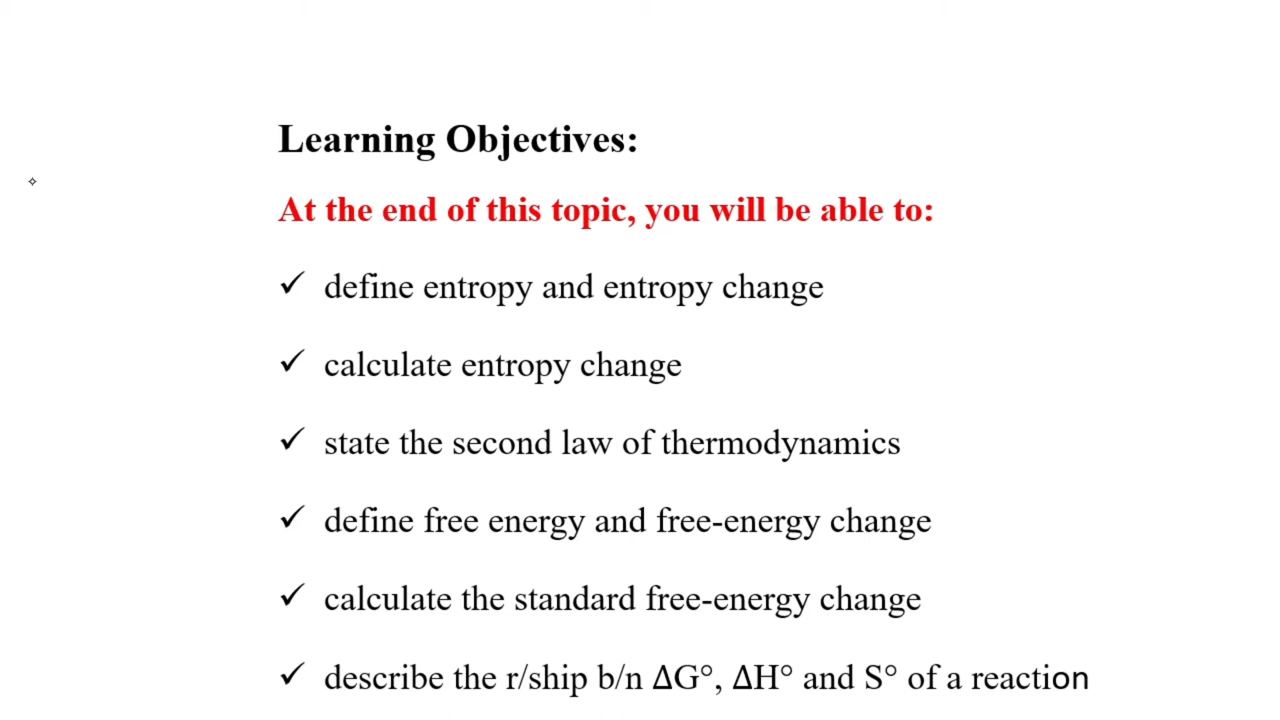 Learning Objectives:
At the end of this topic, you will be able to:
✓ define entropy and entropy change
✓ calculate entropy change
✓ state the second law of thermodynamics
✓ define free energy and free-energy change
✓ calculate the standard free-energy change
✓ describe the r/ship b/n ΔG°, ΔH° and S° of a reaction